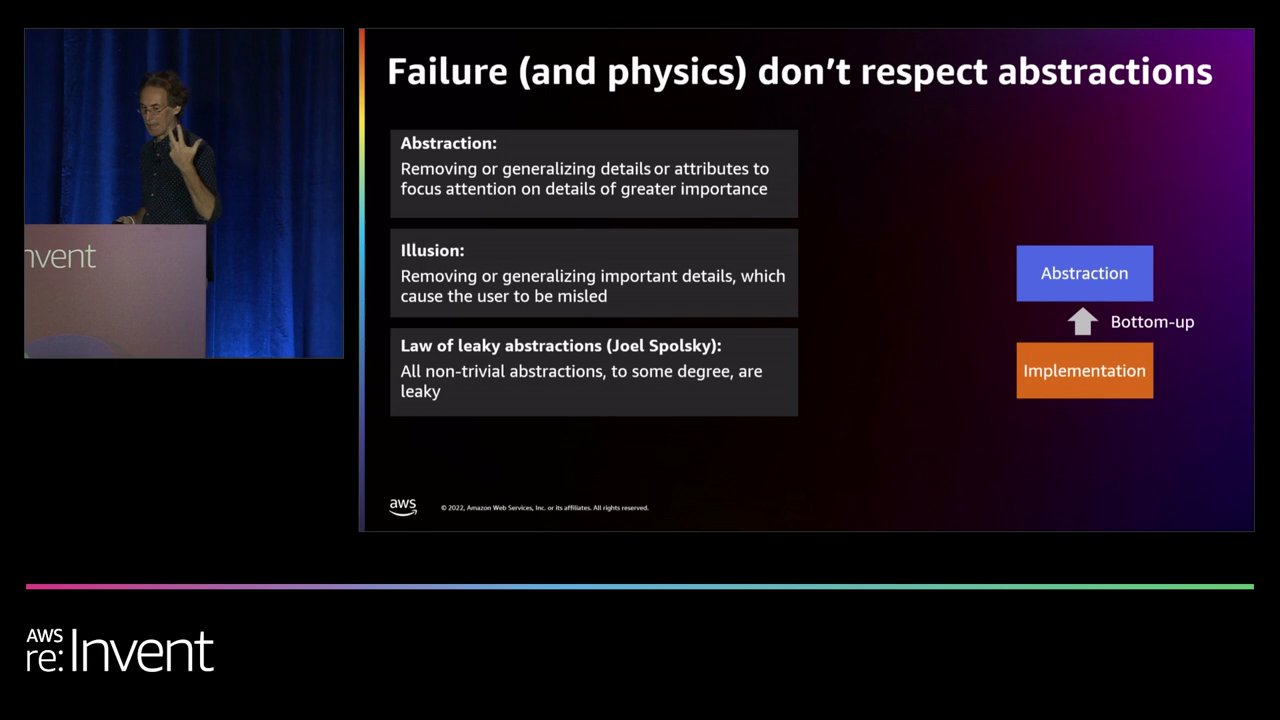 Failure (and physics) don't respect abstractions
Abstraction:
Removing or generalizing details or attributes to
focus attention on details of greater importance
Illusion:
Removing or generalizing important details, which
cause the user to be misled
Law of leaky abstractions (Joel Spolsky):
All non-trivial abstractions, to some degree, are
leaky
Abstraction
Bottom-up
Implementation
aws
© 2022, Amazon Web Services, Inc. or its affiliates. All rights reserved.
nvent
AWS
re:Invent